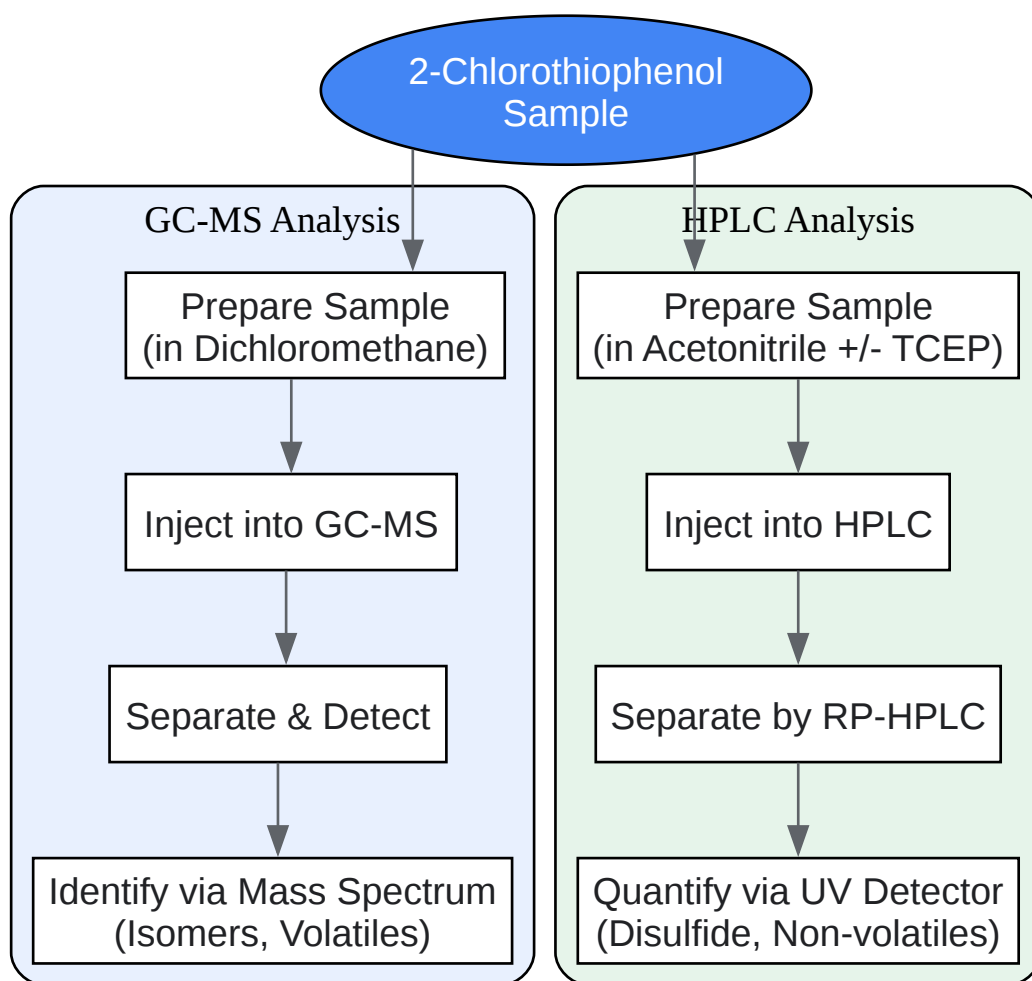 2-Chlorothiophenol
Sample
GC-MS Analysis
Prepare Sample
(in Dichloromethane)
Inject into GC-MS
Separate & Detect
Identify via Mass Spectrum
(Isomers, Volatiles)
HPLC Analysis
Prepare Sample
(in Acetonitrile +/- TCEP)
Inject into HPLC
Separate by RP-HPLC
Quantify via UV Detector
(Disulfide, Non-volatiles)